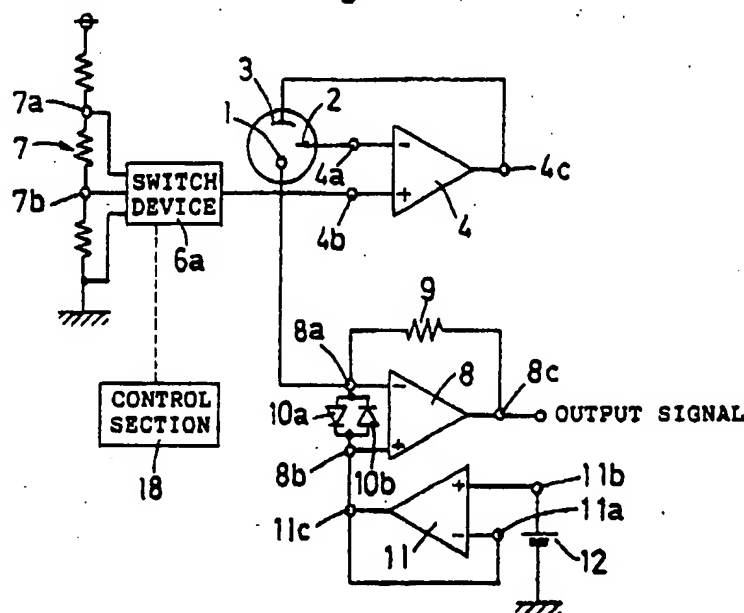 3
2
1
7a
7
7b
SWITCH
DEVICE
6a
4a
4b
4
4c
-
+
9
8a
8
8c
-
+
OUTPUT SIGNAL
CONTROL
SECTION
18
10a
10b
8b
11c
11
11b
11a
+
-
12